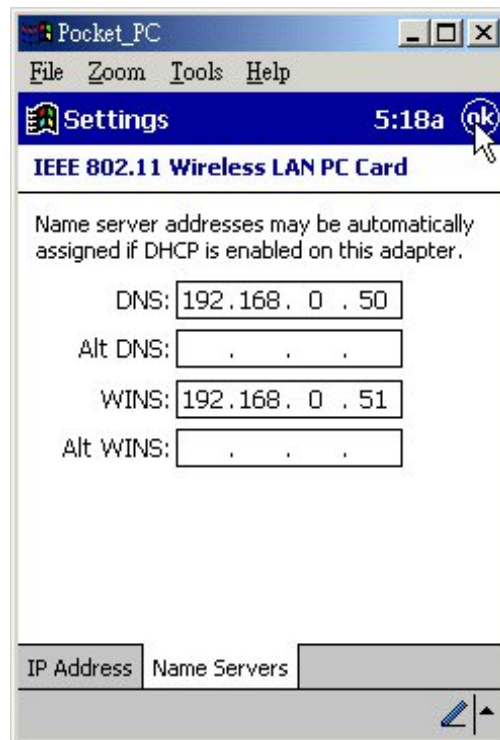 Pocket_PC
File Zoom Tools Help
Settings 5:18a ok
IEEE 802.11 Wireless LAN PC Card
Name server addresses may be automatically
assigned if DHCP is enabled on this adapter.
DNS: 192.168. 0 . 50
Alt DNS: . . .
WINS: 192.168. 0 . 51
Alt WINS: . . .
IP Address Name Servers